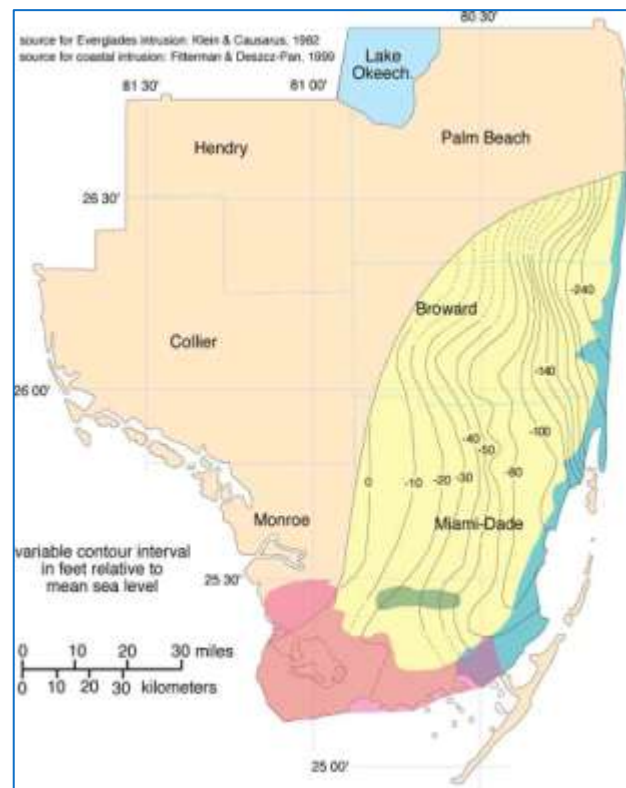 80 30'
source for Everglades intrusion: Klein & Causarus, 1982
source for coastal intrusion: Fitterman & Deszcz-Pan, 1999
Lake
Okeech.
81 30'
81 00'
Hendry
Palm Beach
26 30'
-240
Broward
Collier
-140
26 00'
-100
-40
-50
-60
0
-10
-20
-30
Monroe
Miami-Dade
variable contour interval
in feet relative to
mean sea level
25 30'
0 10 20 30 miles
0 10 20 30 kilometers
25 00'